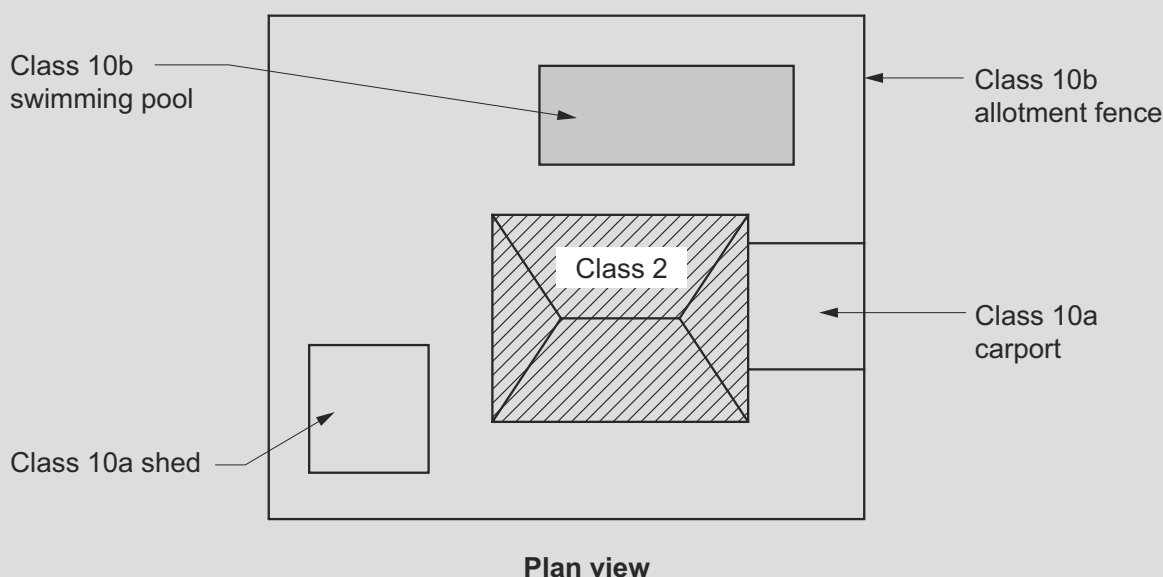 Class 10b
swimming pool
Class 10b
allotment fence
Class 2
Class 10a
carport
Class 10a shed
Plan view